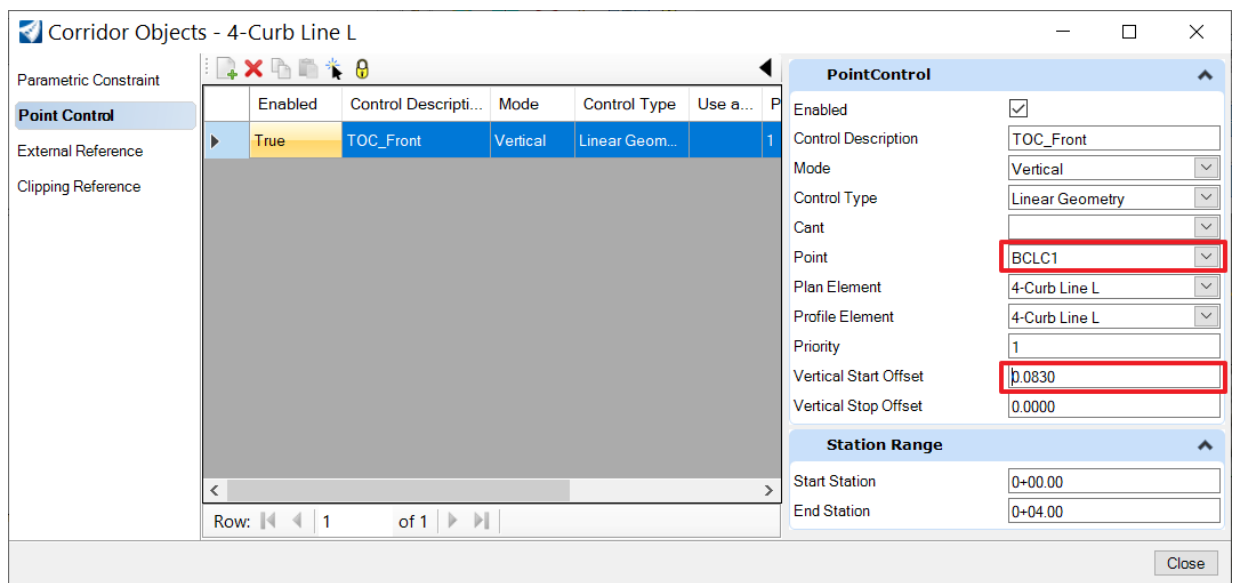 Corridor Objects - 4-Curb Line L
Parametric Constraint
Point Control
External Reference
Clipping Reference
Enabled Control Descripti... Mode Control Type Use a... P
True TOC_Front Vertical Linear Geom... 1
Row: 1 of 1
PointControl
Enabled
Control Description TOC_Front
Mode Vertical
Control Type Linear Geometry
Cant
Point BCLC1
Plan Element 4-Curb Line L
Profile Element 4-Curb Line L
Priority 1
Vertical Start Offset 0.0830
Vertical Stop Offset 0.0000
Station Range
Start Station 0+00.00
End Station 0+04.00
Close